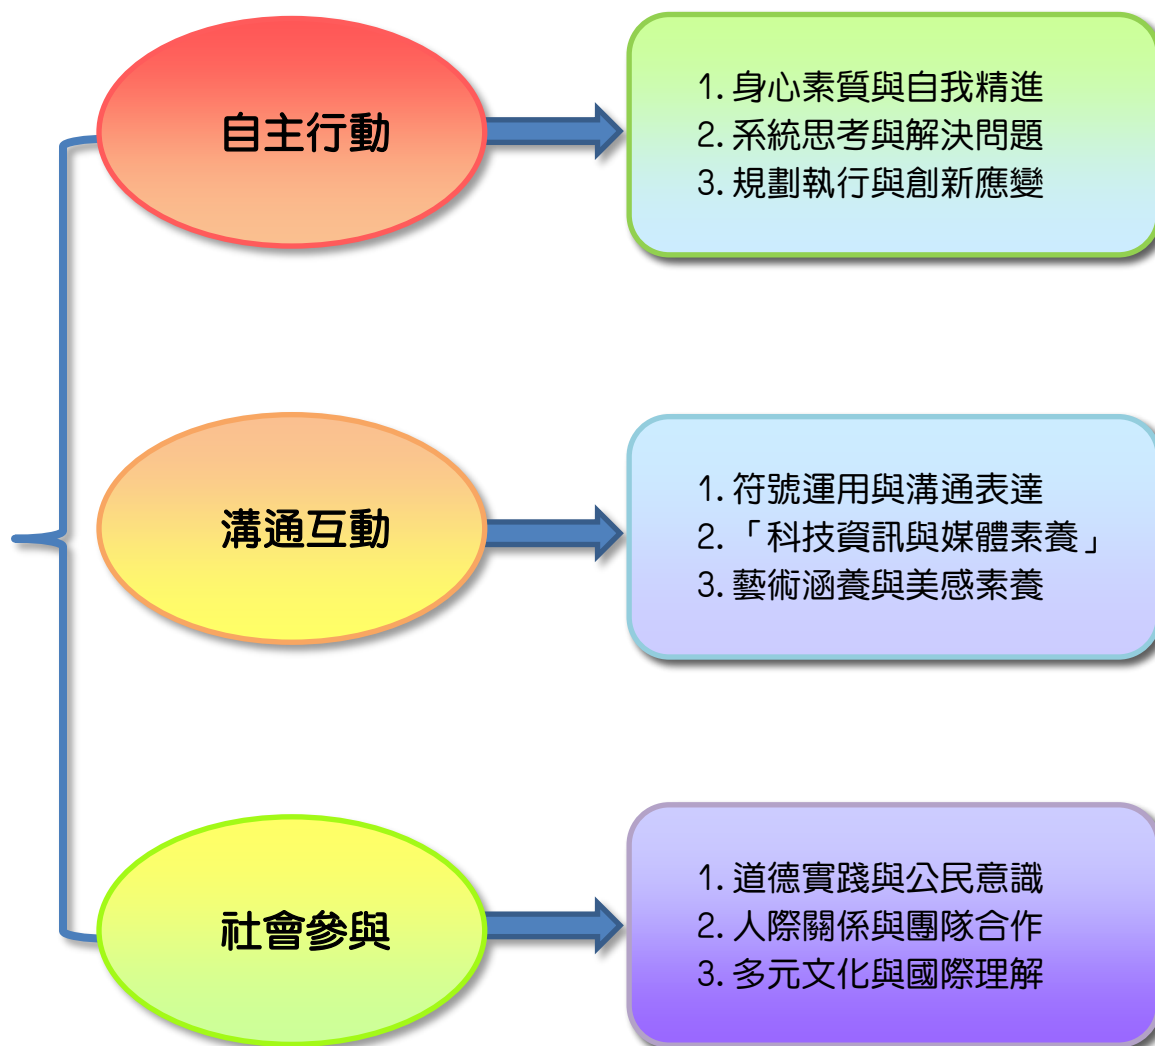 自主行動
1. 身心素質與自我精進
2. 系統思考與解決問題
3. 規劃執行與創新應變
溝通互動
1. 符號運用與溝通表達
2. 「科技資訊與媒體素養」
3. 藝術涵養與美感素養
社會參與
1. 道德實踐與公民意識
2. 人際關係與團隊合作
3. 多元文化與國際理解